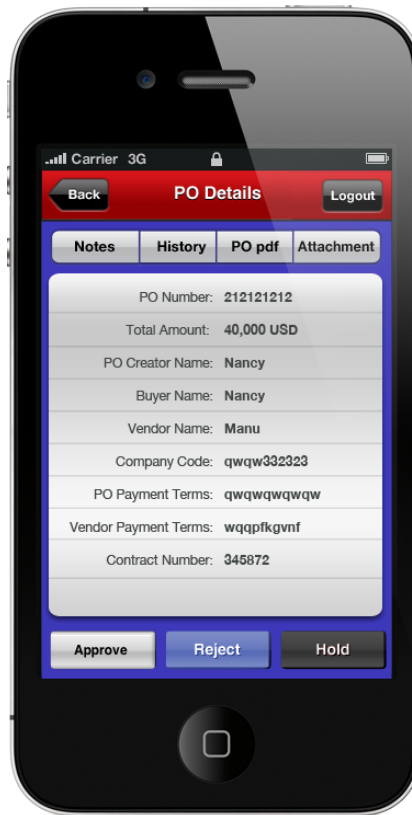 Carrier 3G
Back PO Details Logout
Notes History PO pdf Attachment
PO Number: 212121212
Total Amount: 40,000 USD
PO Creator Name: Nancy
Buyer Name: Nancy
Vendor Name: Manu
Company Code: qwqw332323
PO Payment Terms: qwqwqwqwqw
Vendor Payment Terms: wqqpfkgvnf
Contract Number: 345872
Approve Reject Hold